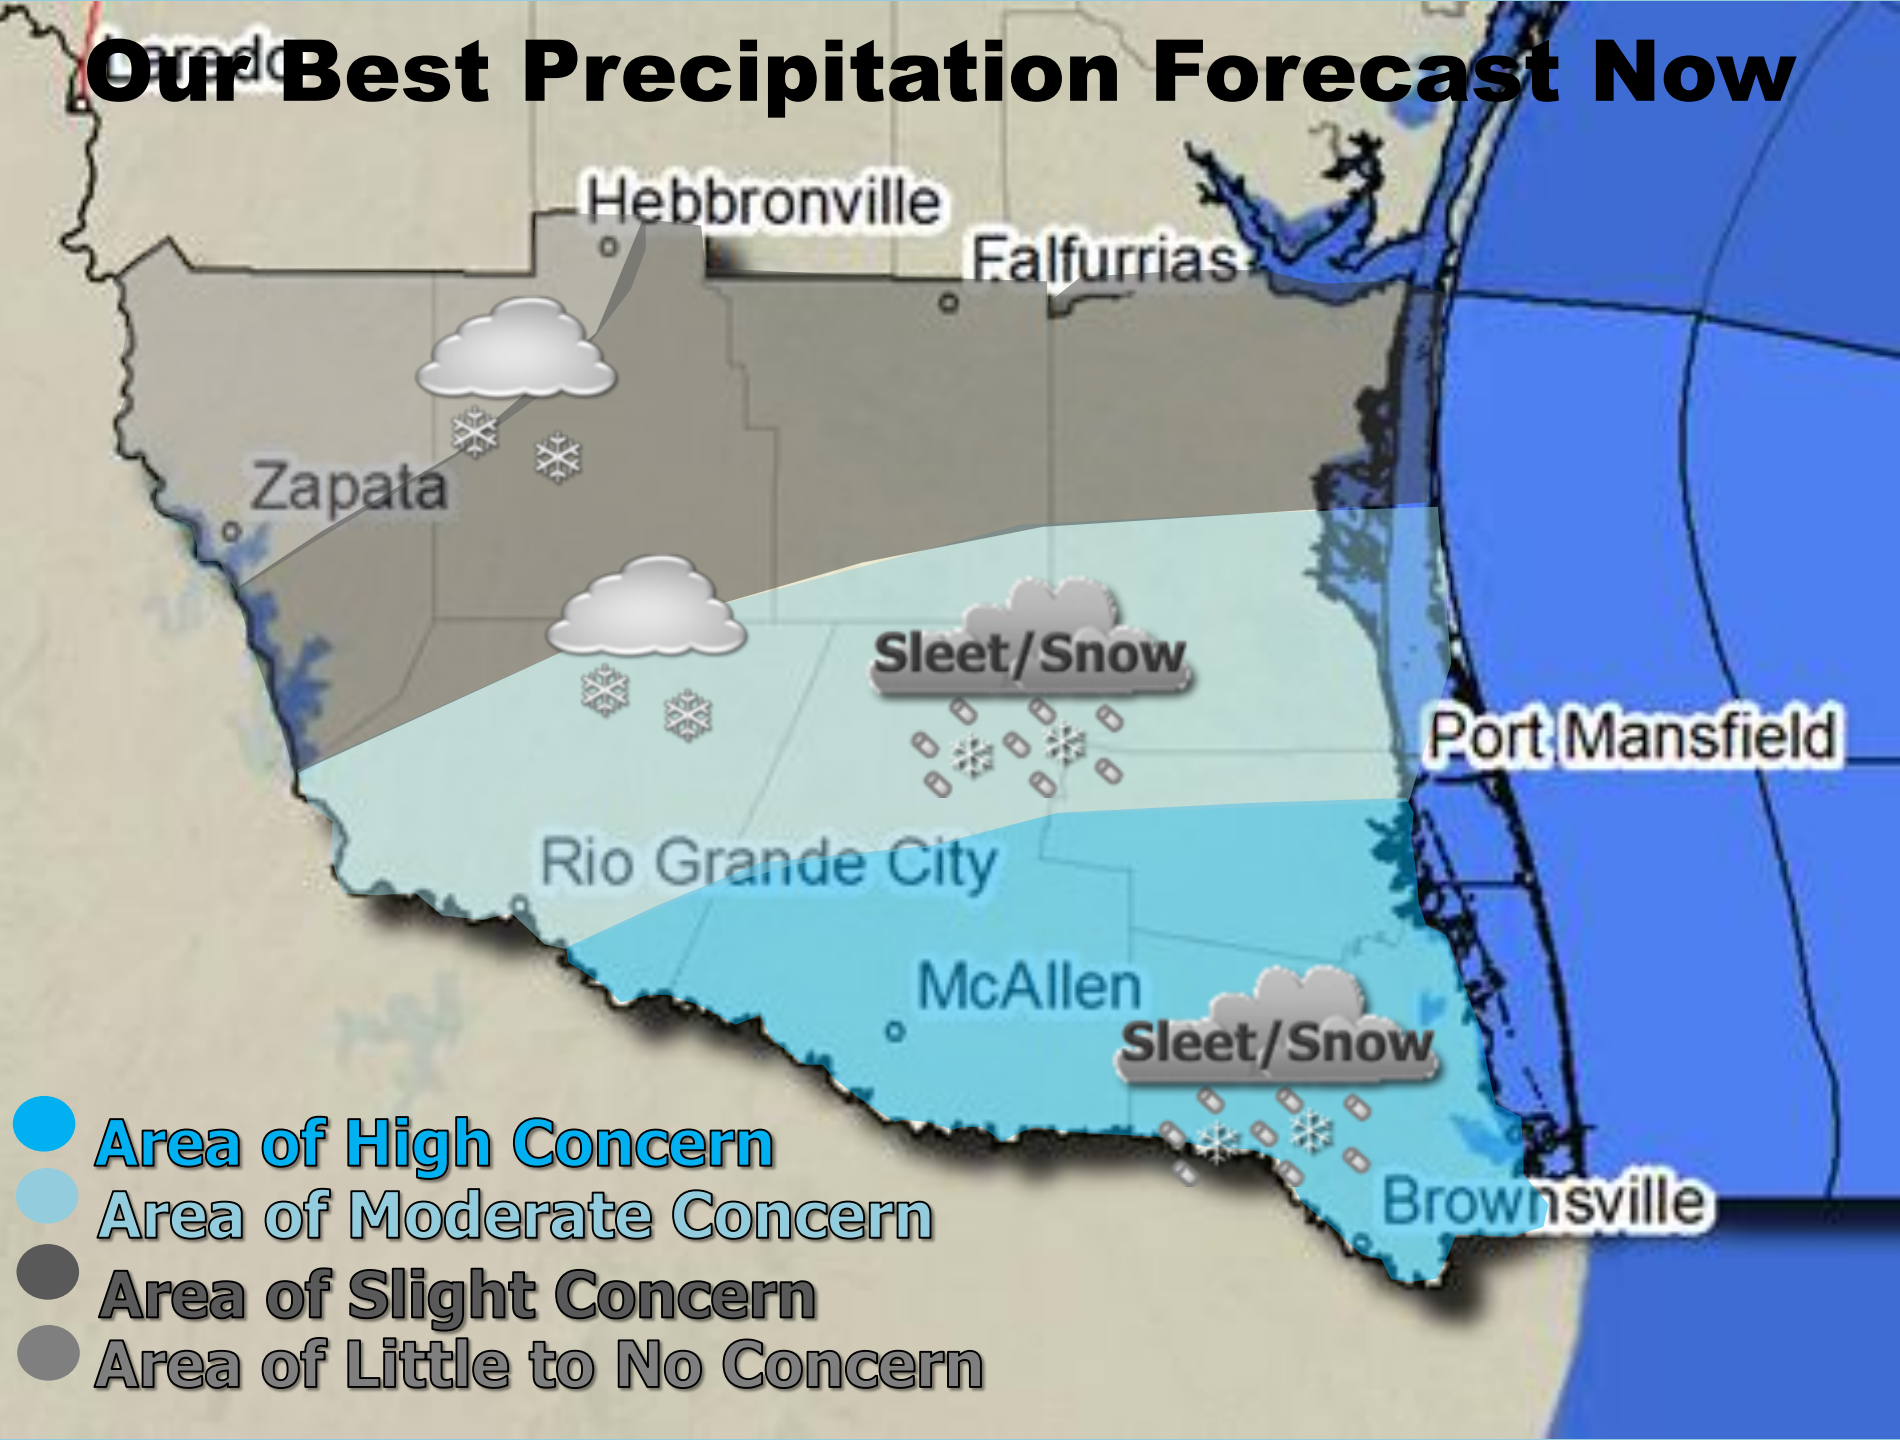 Laredo
Our Best Precipitation Forecast Now
Hebbronville
Falfurrias
Zapata
Sleet/Snow
Port Mansfield
Rio Grande City
McAllen
Sleet/Snow
Brownsville
Area of High Concern
Area of Moderate Concern
Area of Slight Concern
Area of Little to No Concern